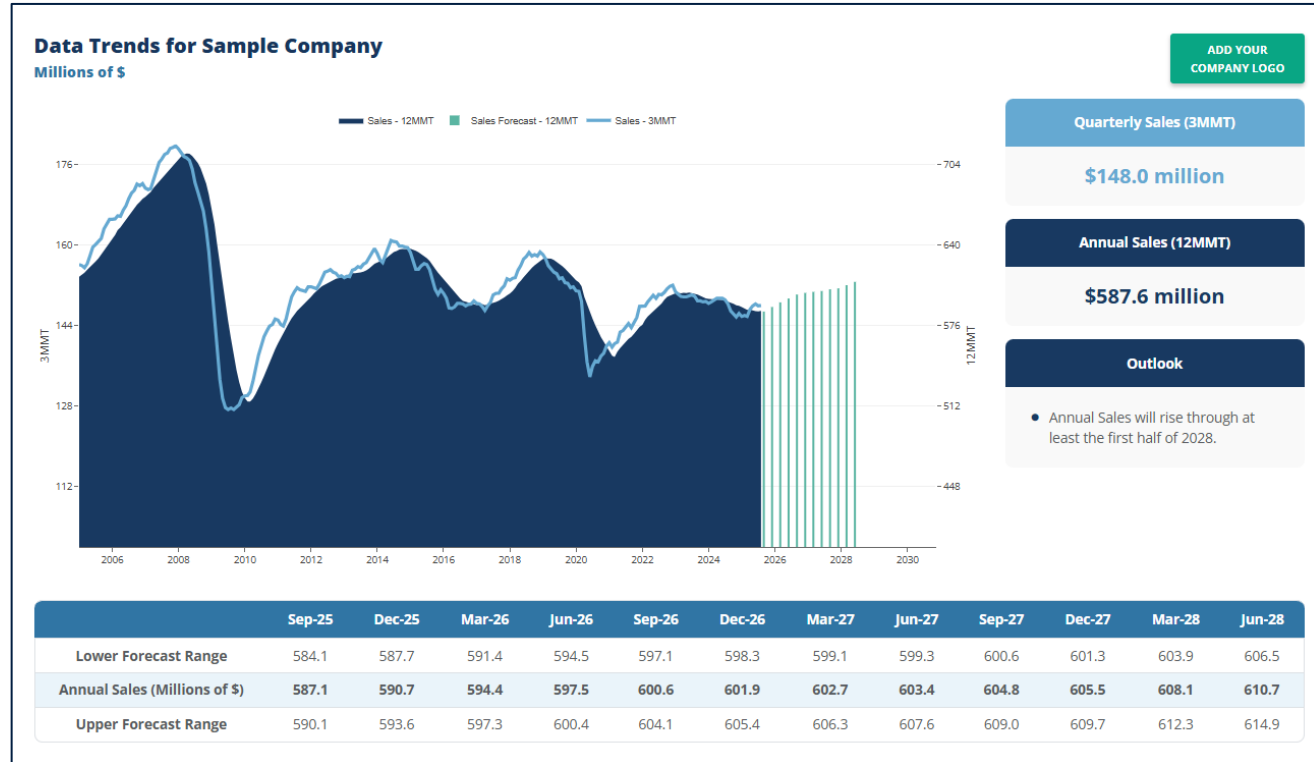 Data Trends for Sample Company
Millions of $
ADD YOUR
COMPANY LOGO
Sales - 12MMT Sales Forecast - 12MMT Sales - 3MMT
176 704
160 640
144 576
128 512
112 448
3MMT
12MMT
2006 2008 2010 2012 2014 2016 2018 2020 2022 2024 2026 2028 2030
Quarterly Sales (3MMT)
$148.0 million
Annual Sales (12MMT)
$587.6 million
Outlook
• Annual Sales will rise through at
least the first half of 2028.
Sep-25 Dec-25 Mar-26 Jun-26 Sep-26 Dec-26 Mar-27 Jun-27 Sep-27 Dec-27 Mar-28 Jun-28
Lower Forecast Range 584.1 587.7 591.4 594.5 597.1 598.3 599.1 599.3 600.6 601.3 603.9 606.5
Annual Sales (Millions of $) 587.1 590.7 594.4 597.5 600.6 601.9 602.7 603.4 604.8 605.5 608.1 610.7
Upper Forecast Range 590.1 593.6 597.3 600.4 604.1 605.4 606.3 607.6 609.0 609.7 612.3 614.9